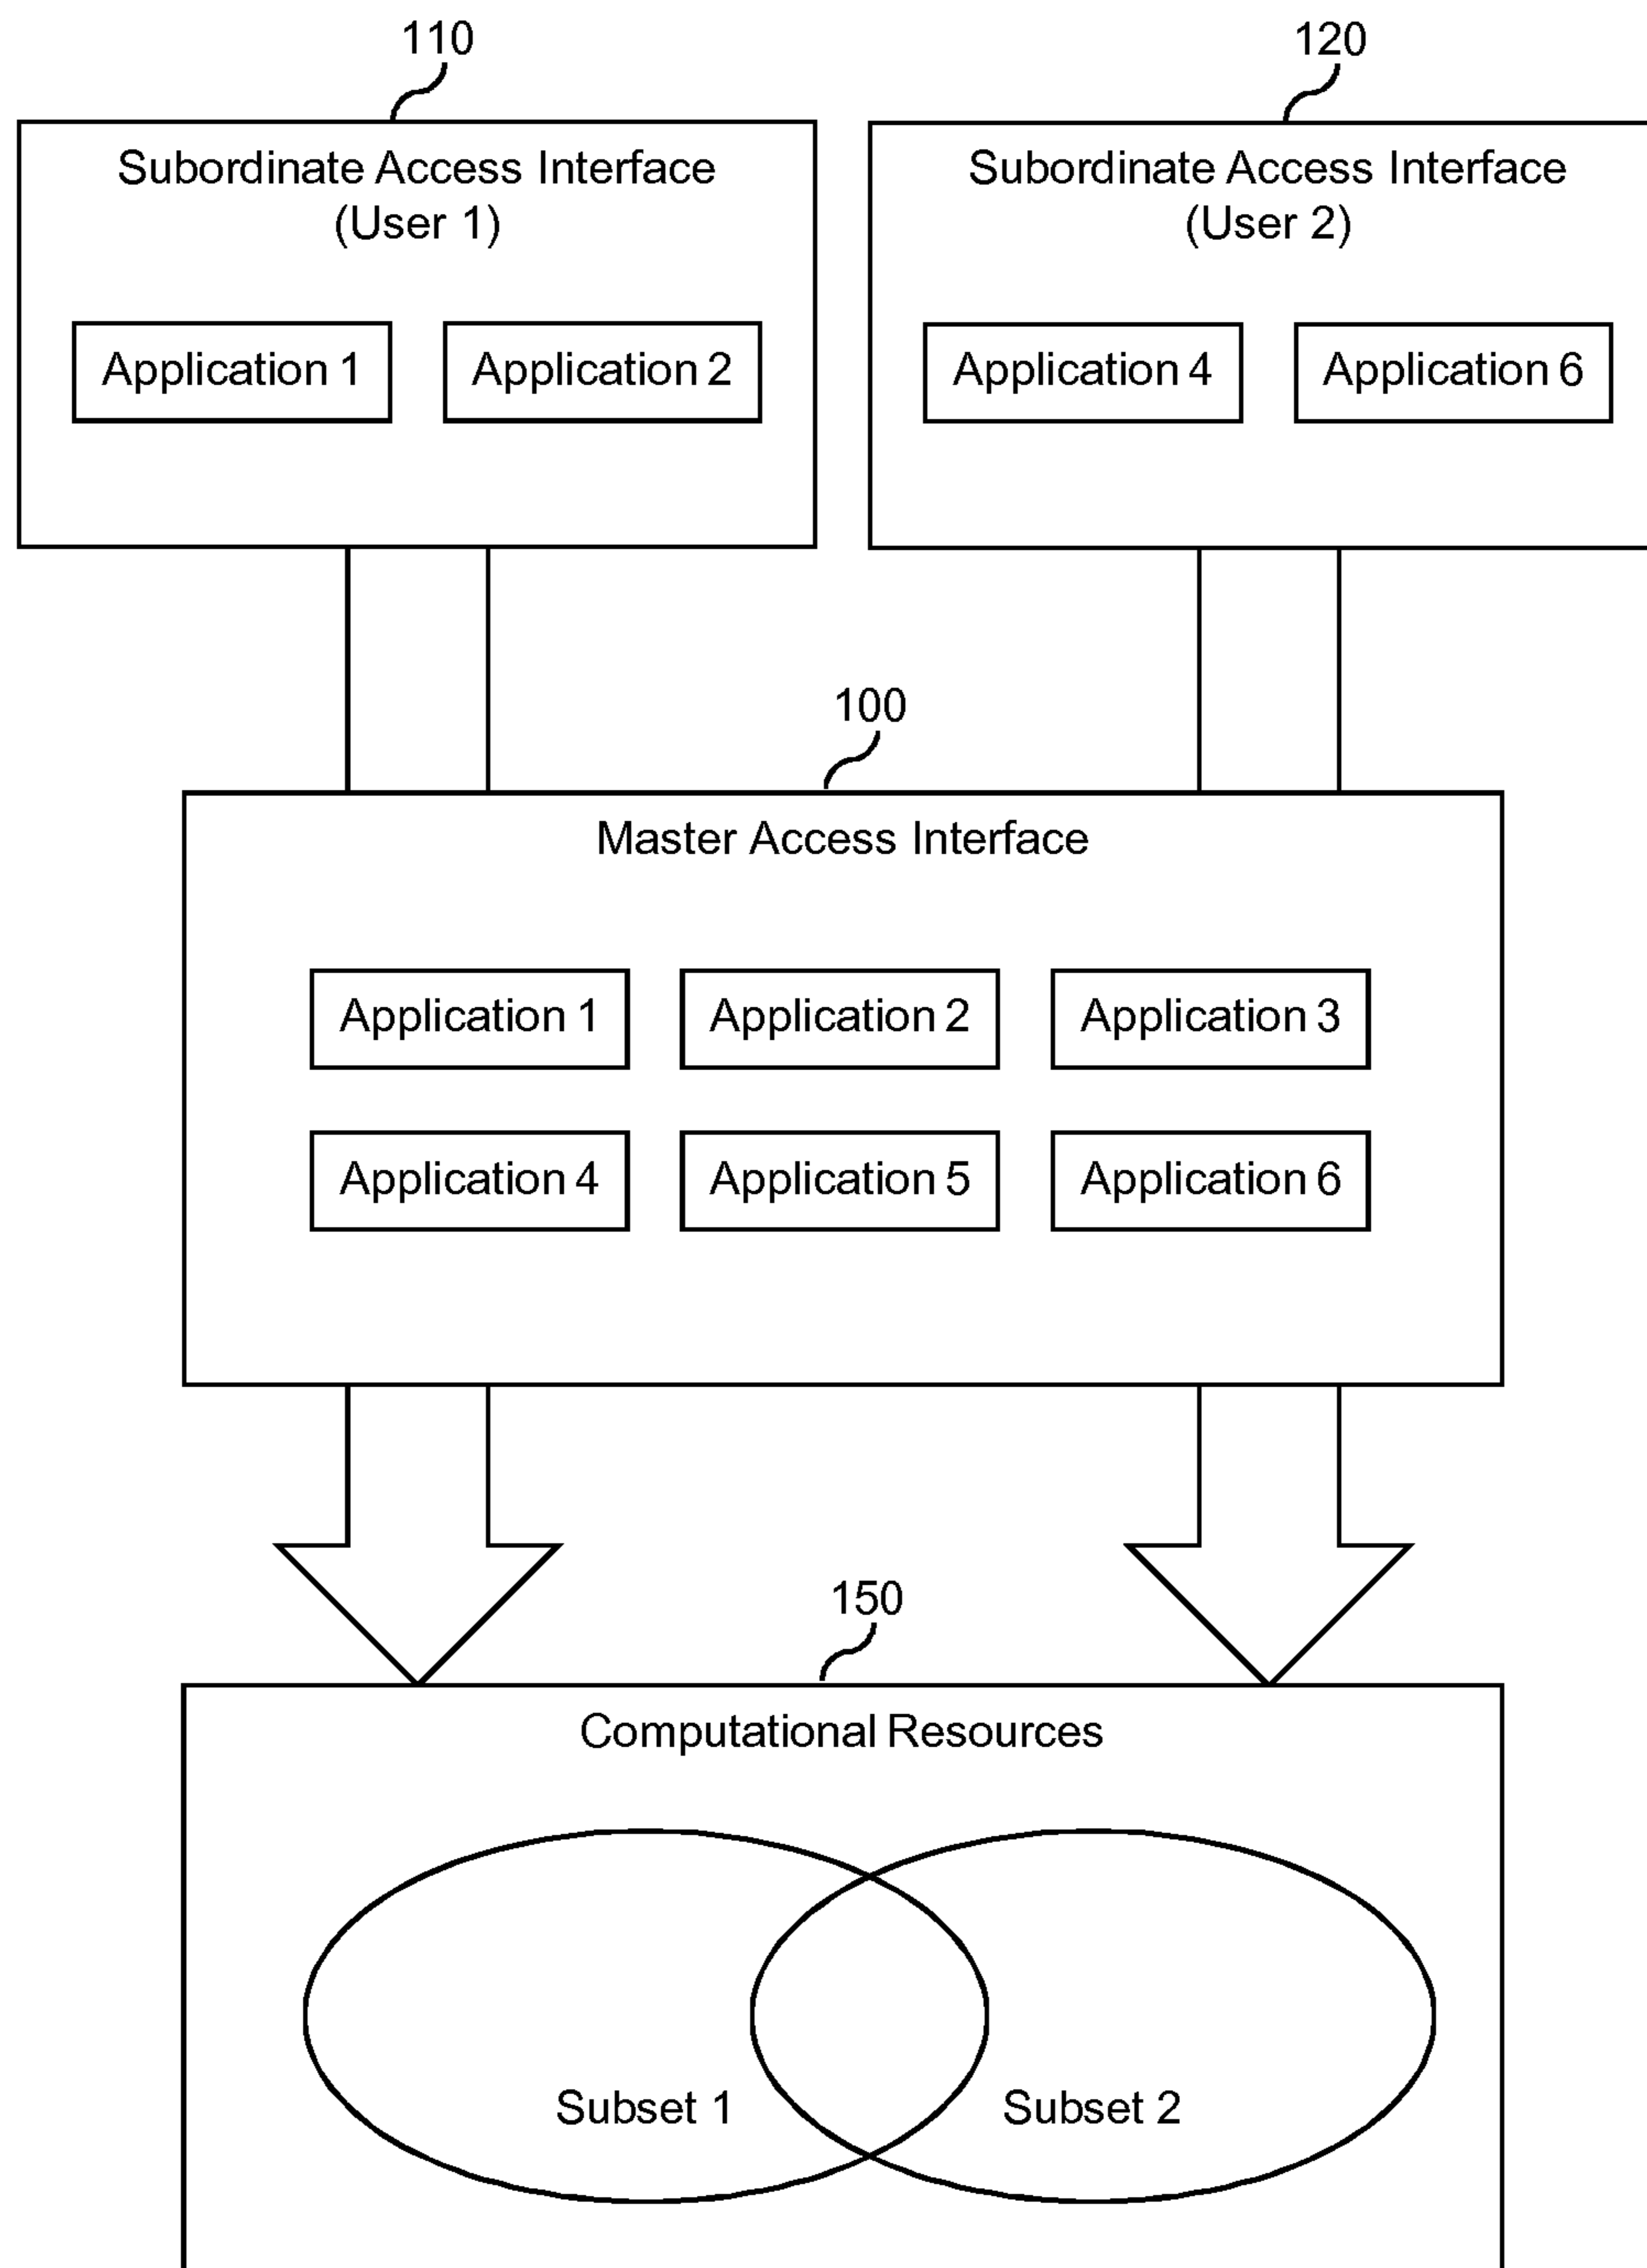 110
120
Subordinate Access Interface
(User 1)
Application 1
Application 2
Subordinate Access Interface
(User 2)
Application 4
Application 6
100
Master Access Interface
Application 1
Application 2
Application 3
Application 4
Application 5
Application 6
150
Computational Resources
Subset 1
Subset 2